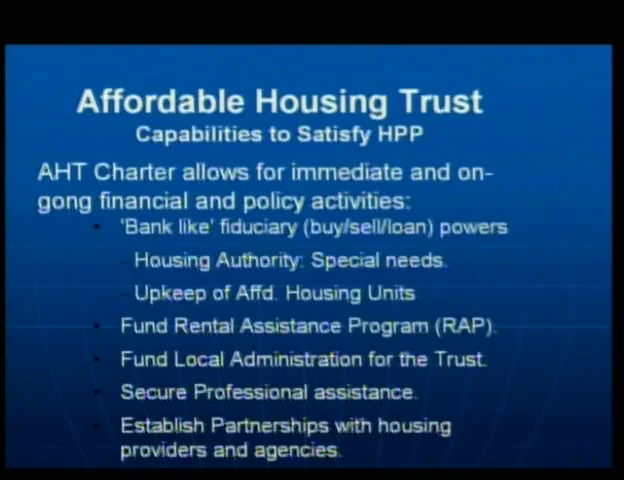 Affordable Housing Trust
Capabilities to Satisfy HPP
AHT Charter allows for immediate and on-
gong financial and policy activities:
• 'Bank like' fiduciary (buy/sell/loan) powers
–Housing Authority: Special needs.
–Upkeep of Affd. Housing Units
• Fund Rental Assistance Program (RAP).
• Fund Local Administration for the Trust.
• Secure Professional assistance.
• Establish Partnerships with housing
providers and agencies.